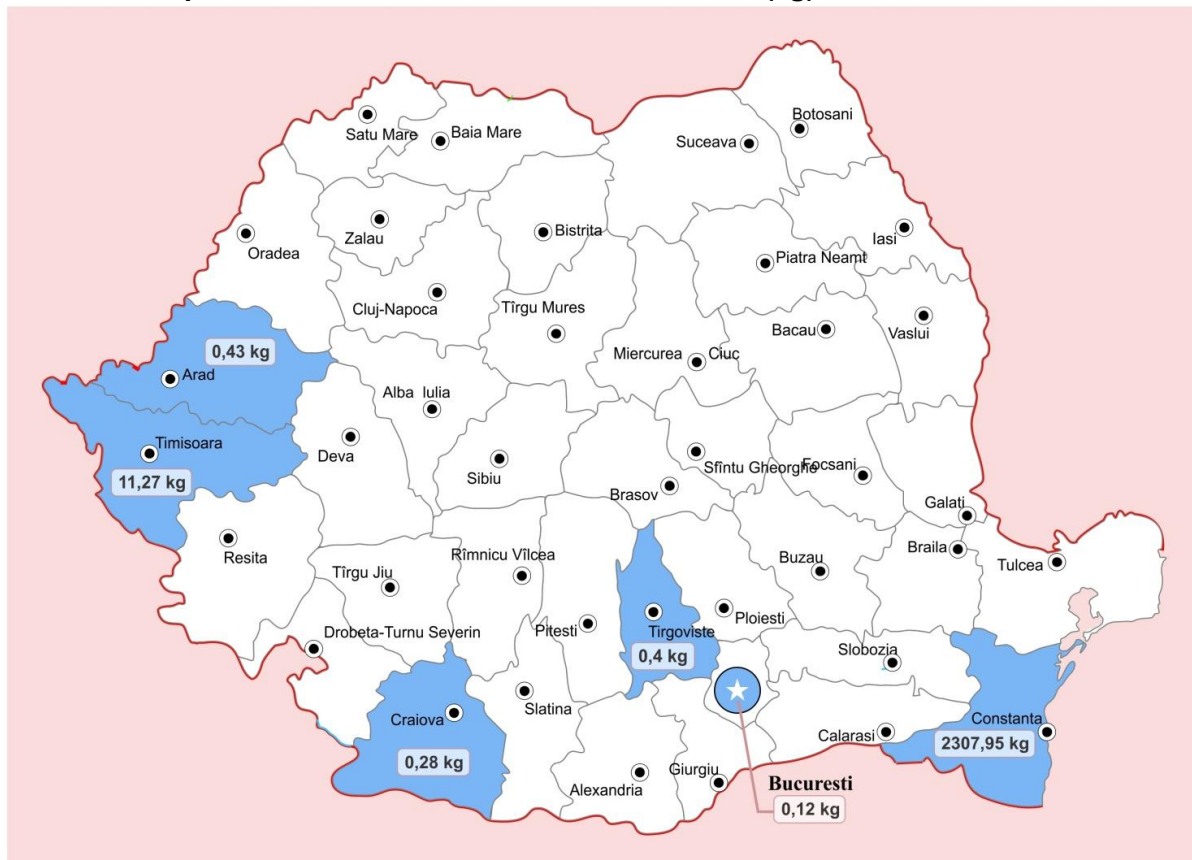 Botosani
Satu Mare
Baia Mare
Suceava
Iasi
Zalau
Bistrita
Oradea
Piatra Neamt
Cluj-Napoca
Tîrgu Mures
Bacau
Vaslui
0,43 kg
Miercurea Ciuc
Arad
Alba Iulia
Timisoara
Deva
Sibiu
Sfîntu Gheorghe
Focsani
11,27 kg
Brasov
Galati
Resita
Rîmnicu Vîlcea
Buzau
Braila
Tulcea
Tîrgu Jiu
Drobeta-Turnu Severin
Pitesti
Tirgoviste
Ploiesti
0,4 kg
Slobozia
Craiova
Slatina
Constanta
Calarasi
2307,95 kg
0,28 kg
Alexandria
Giurgiu
Bucuresti
0,12 kg